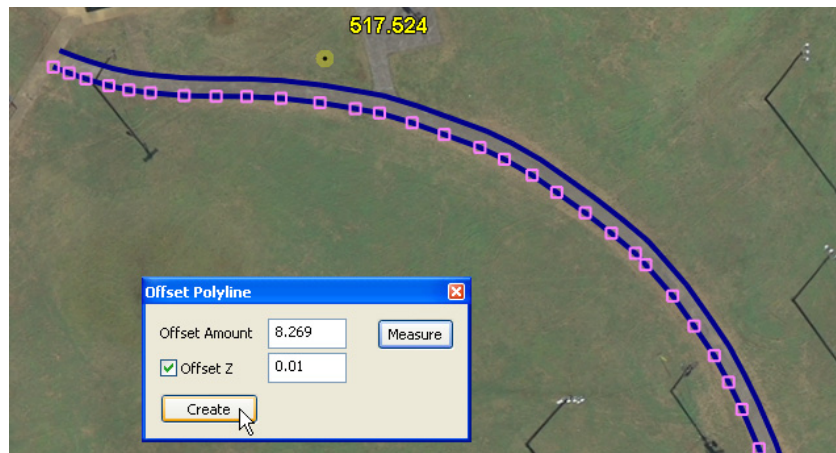 517.524
Offset Polyline
Offset Amount 8.269 Measure
Offset Z 0.01
Create